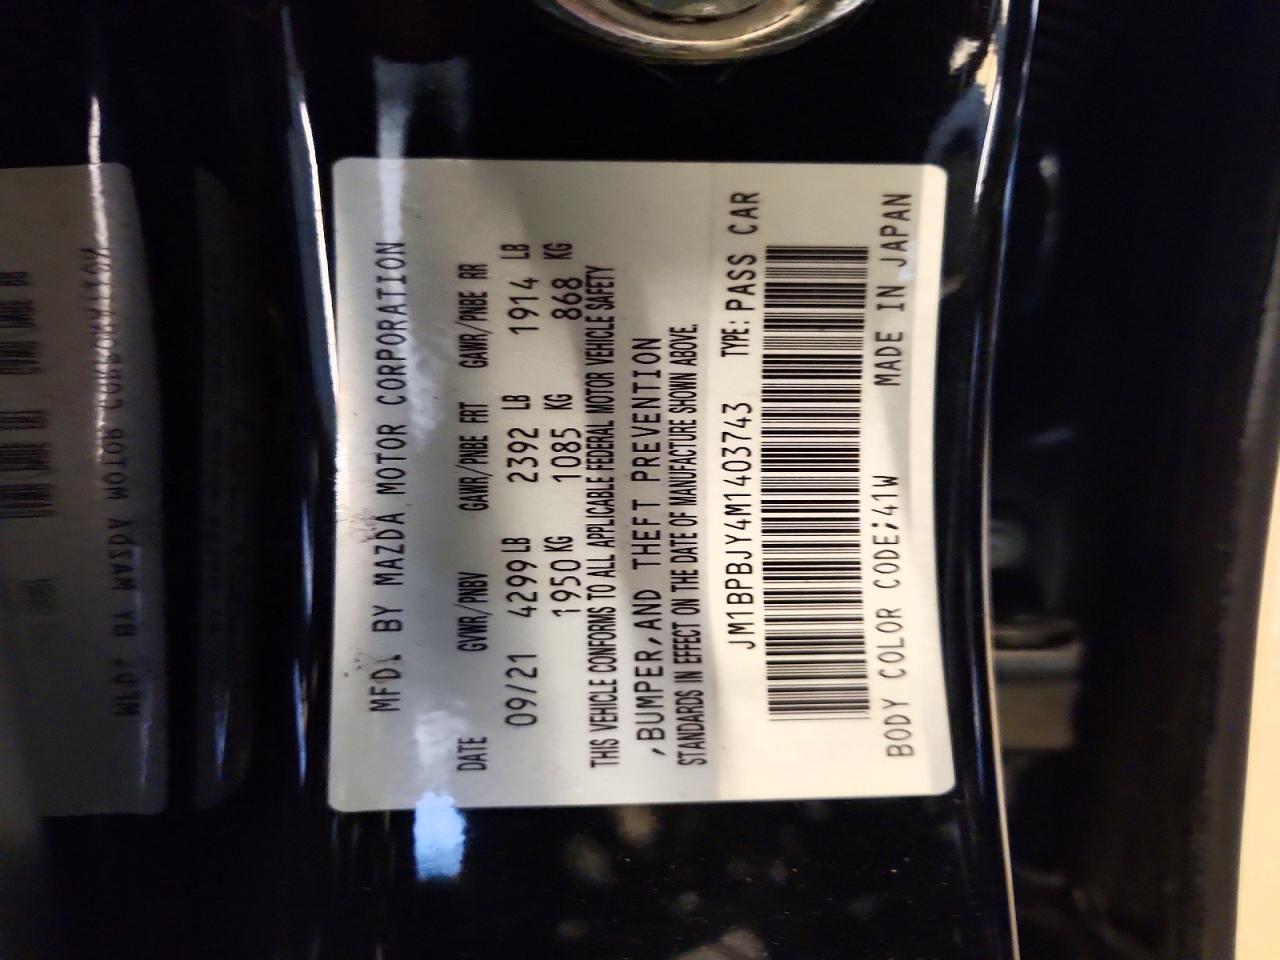 MFD. BY MAZDA MOTOR CORPORATION
DATE GVWR/PNBV GAWR/PNBE FRT GAWR/PNBE RR
09/21 4299 LB 2392 LB 1914 LB
1950 KG 1085 KG 868 KG
THIS VEHICLE CONFORMS TO ALL APPLICABLE FEDERAL MOTOR VEHICLE SAFETY
,BUMPER,AND THEFT PREVENTION
STANDARDS IN EFFECT ON THE DATE OF MANUFACTURE SHOWN ABOVE.
JM1BPBJY4M1403743 TYPE: PASS CAR
BODY COLOR CODE;41W MADE IN JAPAN